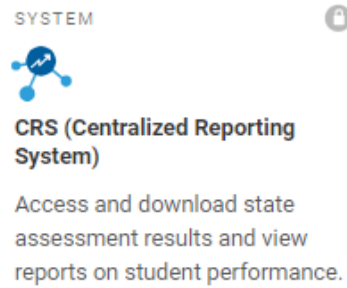 SYSTEM
CRS (Centralized Reporting
System)
Access and download state
assessment results and view
reports on student performance.